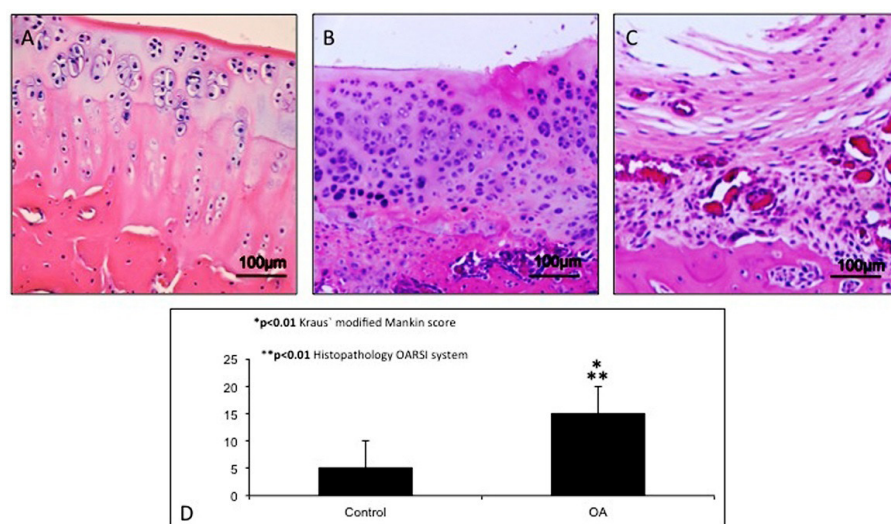 A
B
C
100μm
100μm
100μm
*p<0.01 Kraus` modified Mankin score
**p<0.01 Histopathology OARSI system
25
20
15
10
5
0
*
**
Control
OA
D